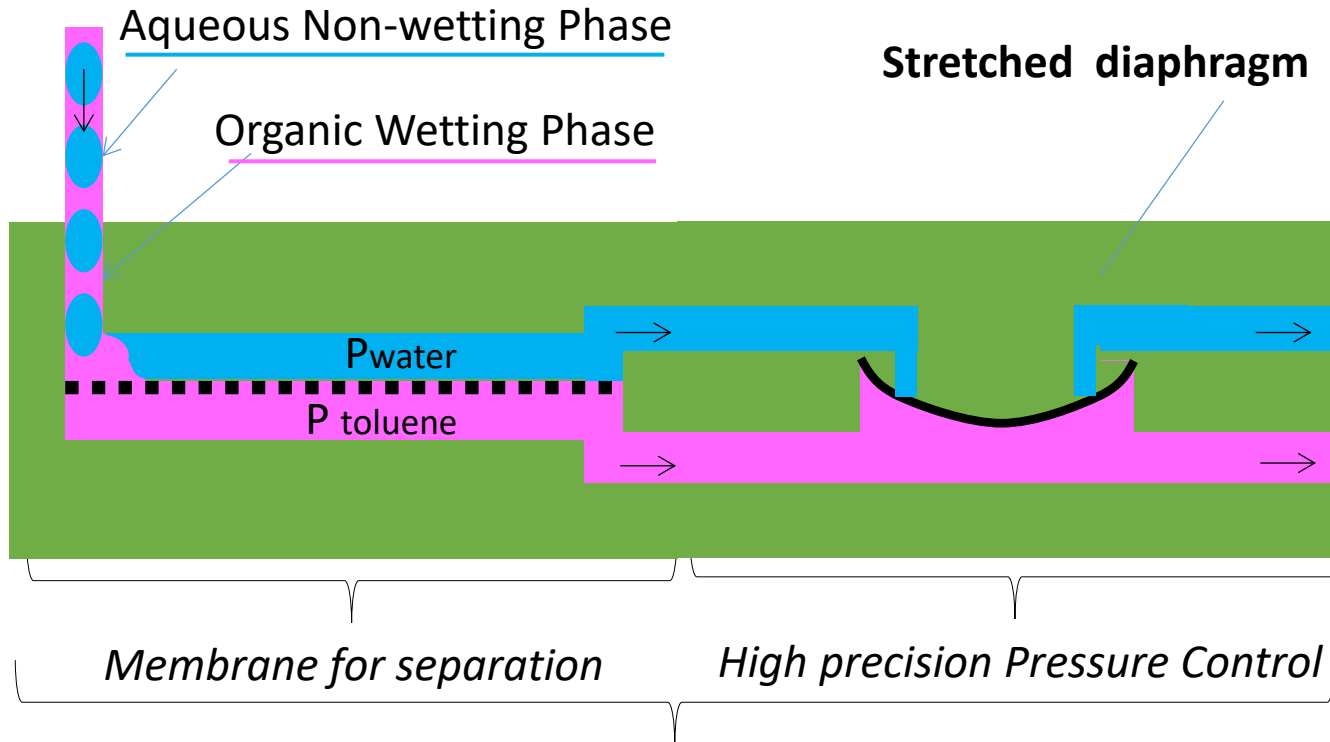 Aqueous Non-wetting Phase
Organic Wetting Phase
Stretched diaphragm
Pwater
P toluene
Membrane for separation
High precision Pressure Control